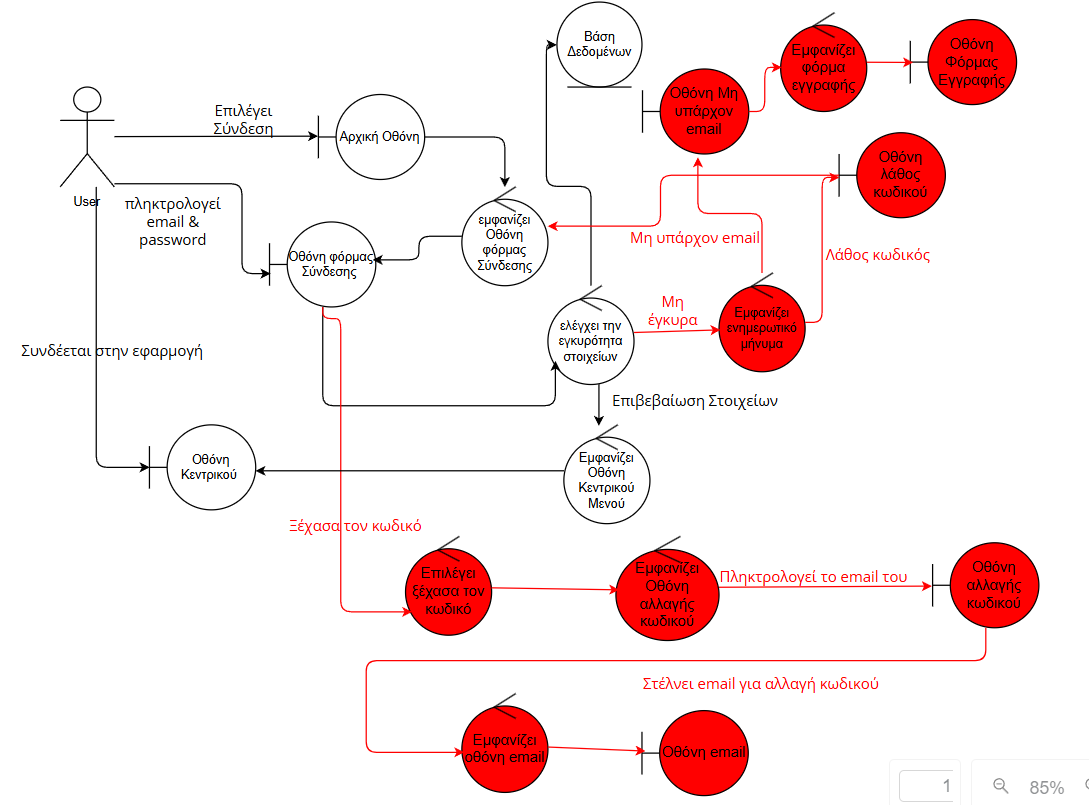 Βάση
Δεδομένων
Εμφανίζει
φόρμα
εγγραφής
Οθόνη
Φόρμας
Εγγραφής
Οθόνη Μη
υπάρχον
email
Επιλέγει
Σύνδεση
Αρχική Οθόνη
Οθόνη
λάθος
κωδικού
User
πληκτρολογεί
email &
password
εμφανίζει
Οθόνη
φόρμας
Σύνδεσης
Οθόνη φόρμας
Σύνδεσης
Μη υπάρχον email
Λάθος κωδικός
Μη
έγκυρα
ελέγχει την
εγκυρότητα
στοιχείων
Εμφανίζει
ενημερωτικό
μήνυμα
Συνδέεται στην εφαρμογή
Επιβεβαίωση Στοιχείων
Οθόνη
Κεντρικού
Εμφανίζει
Οθόνη
Κεντρικού
Μενού
Ξέχασα τον κωδικό
Επιλέγει
ξέχασα τον
κωδικό
Εμφανίζει
Οθόνη
αλλαγής
κωδικού
Πληκτρολογεί το email του
Οθόνη
αλλαγής
κωδικού
Στέλνει email για αλλαγή κωδικού
Εμφανίζει
οθόνη email
Οθόνη email
1
85%